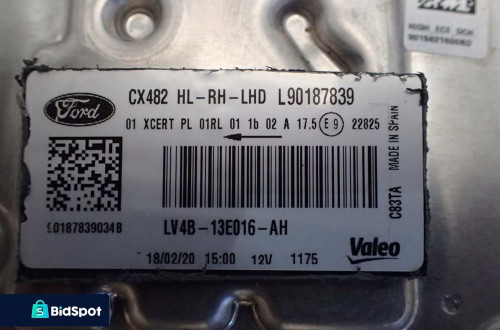 Ford
CX482 HL-RH-LHD L90187839
01 XCERT PL 01RL 01 1b 02 A 17.5 E9 22825
90187839034B
LV4B-13E016-AH
18/02/20 15:00 12V 1175
Valeo
C83TA MADE IN SPAIN
BidSpot